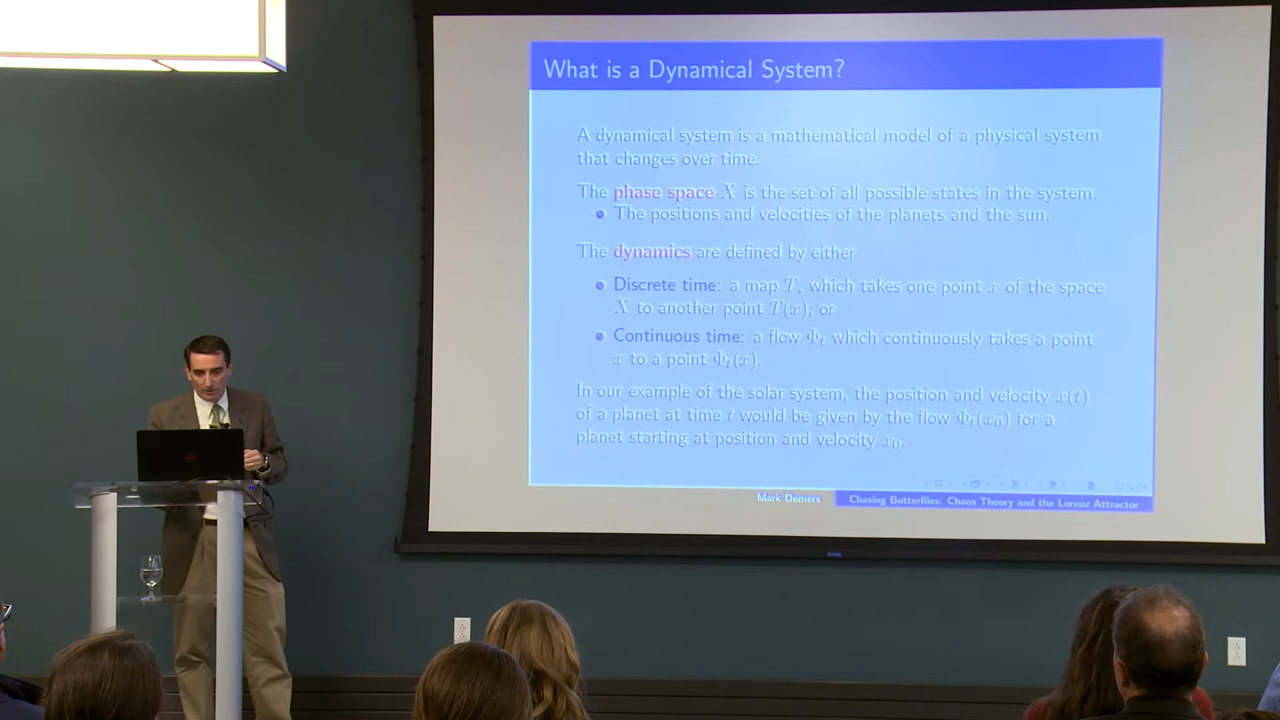 What is a Dynamical System?
A dynamical system is a mathematical model of a physical system
that changes over time.
The phase space X is the set of all possible states in the system.
• The positions and velocities of the planets and the sun.
The dynamics are defined by either
• Discrete time: a map T, which takes one point x of the space
X to another point T(x); or
• Continuous time: a flow Φₜ which continuously takes a point
x to a point Φₜ(x).
In our example of the solar system, the position and velocity x(t)
of a planet at time t would be given by the flow Φₜ(x₀) for a
planet starting at position and velocity x₀.
Mark Demers Chasing Butterflies: Chaos Theory and the Lorenz Attractor